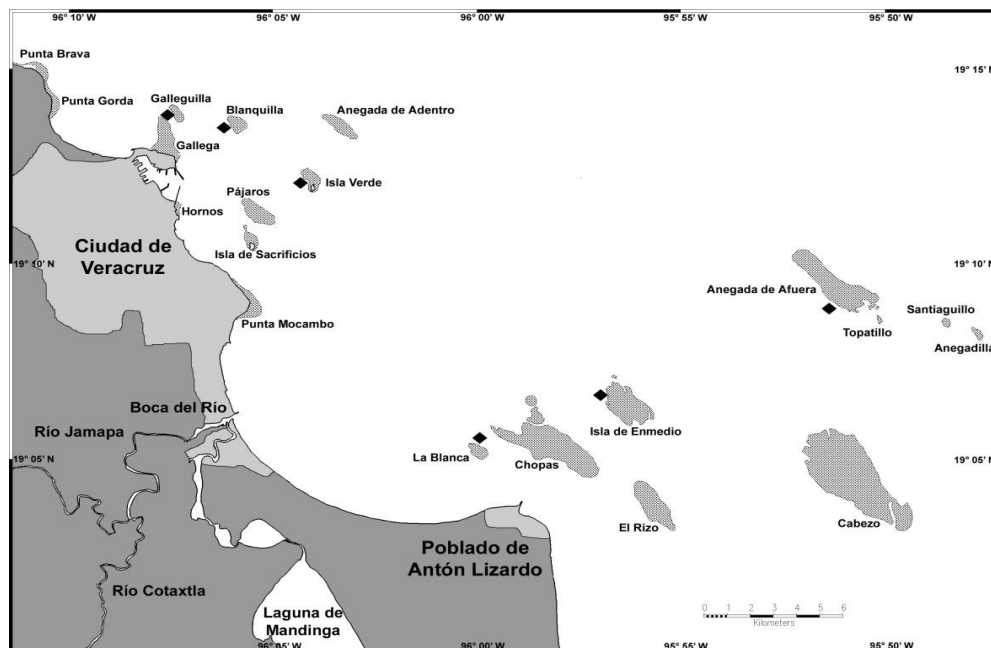 96° 10' W
96° 05' W
96° 00' W
95° 55' W
95° 50' W
Punta Brava
19° 15' N
Punta Gorda
Galleguilla
Blanquilla
Anegada de Adentro
Gallega
Isla Verde
Pájaros
Hornos
Ciudad de
Veracruz
Isla de Sacrificios
19° 10' N
19° 10' N
Anegada de Afuera
Santiaguillo
Punta Mocambo
Topatillo
Anegadilla
Boca del Río
Río Jamapa
Isla de Enmedio
La Blanca
Chopas
19° 05' N
19° 05' N
El Rizo
Cabezo
Poblado de
Antón Lizardo
Río Cotaxtla
Laguna de
Mandinga
0 1 2 3 4 5 6
Kilometers
96° 10' W
96° 05' W
96° 00' W
95° 55' W
95° 50' W